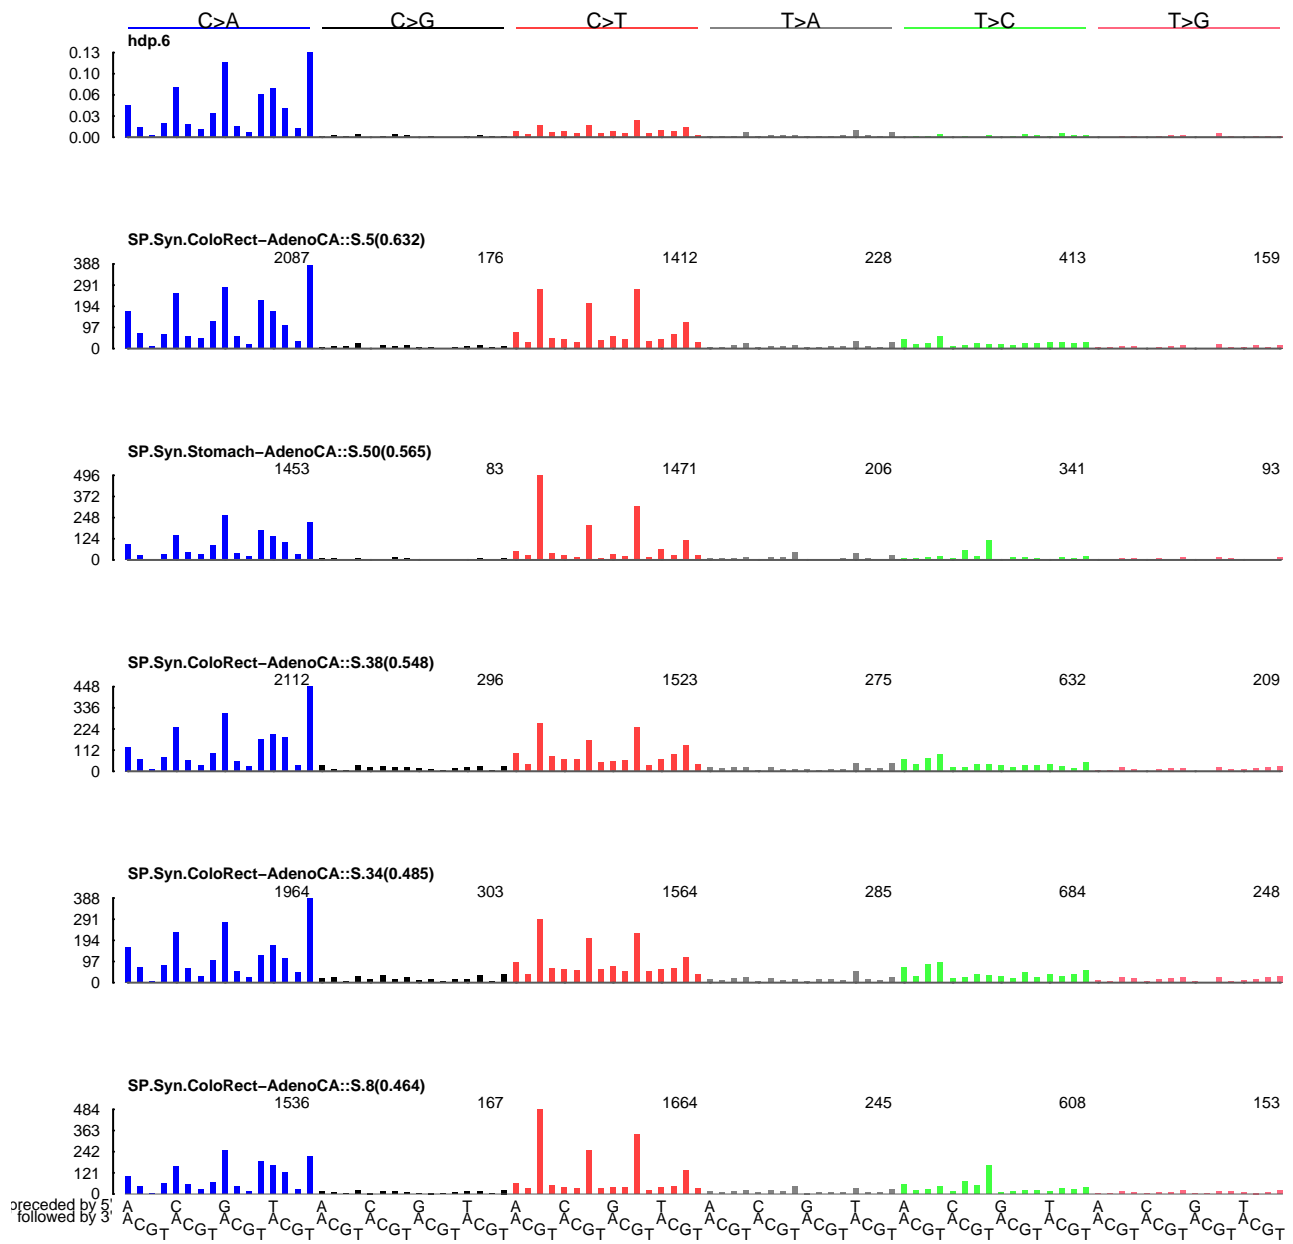 C>A C>G C>T T>A T>C T>G
hdp.6
0.13
0.10
0.06
0.03
0.00
SP.Syn.ColoRect−AdenoCA::S.5(0.632)
2087 176 1412 228 413 159
388
291
194
97
0
SP.Syn.Stomach−AdenoCA::S.50(0.565)
1453 83 1471 206 341 93
496
372
248
124
0
SP.Syn.ColoRect−AdenoCA::S.38(0.548)
2112 296 1523 275 632 209
448
336
224
112
0
SP.Syn.ColoRect−AdenoCA::S.34(0.485)
1964 303 1564 285 684 248
388
291
194
97
0
SP.Syn.ColoRect−AdenoCA::S.8(0.464)
1536 167 1664 245 608 153
484
363
242
121
0
preceded by 5' A C G T A C G T A C G T A C G T A C G T A C G T
followed by 3' A C G T A C G T A C G T A C G T A C G T A C G T A C G T A C G T A C G T A C G T A C G T A C G T A C G T A C G T A C G T A C G T A C G T A C G T A C G T A C G T A C G T A C G T A C G T A C G T